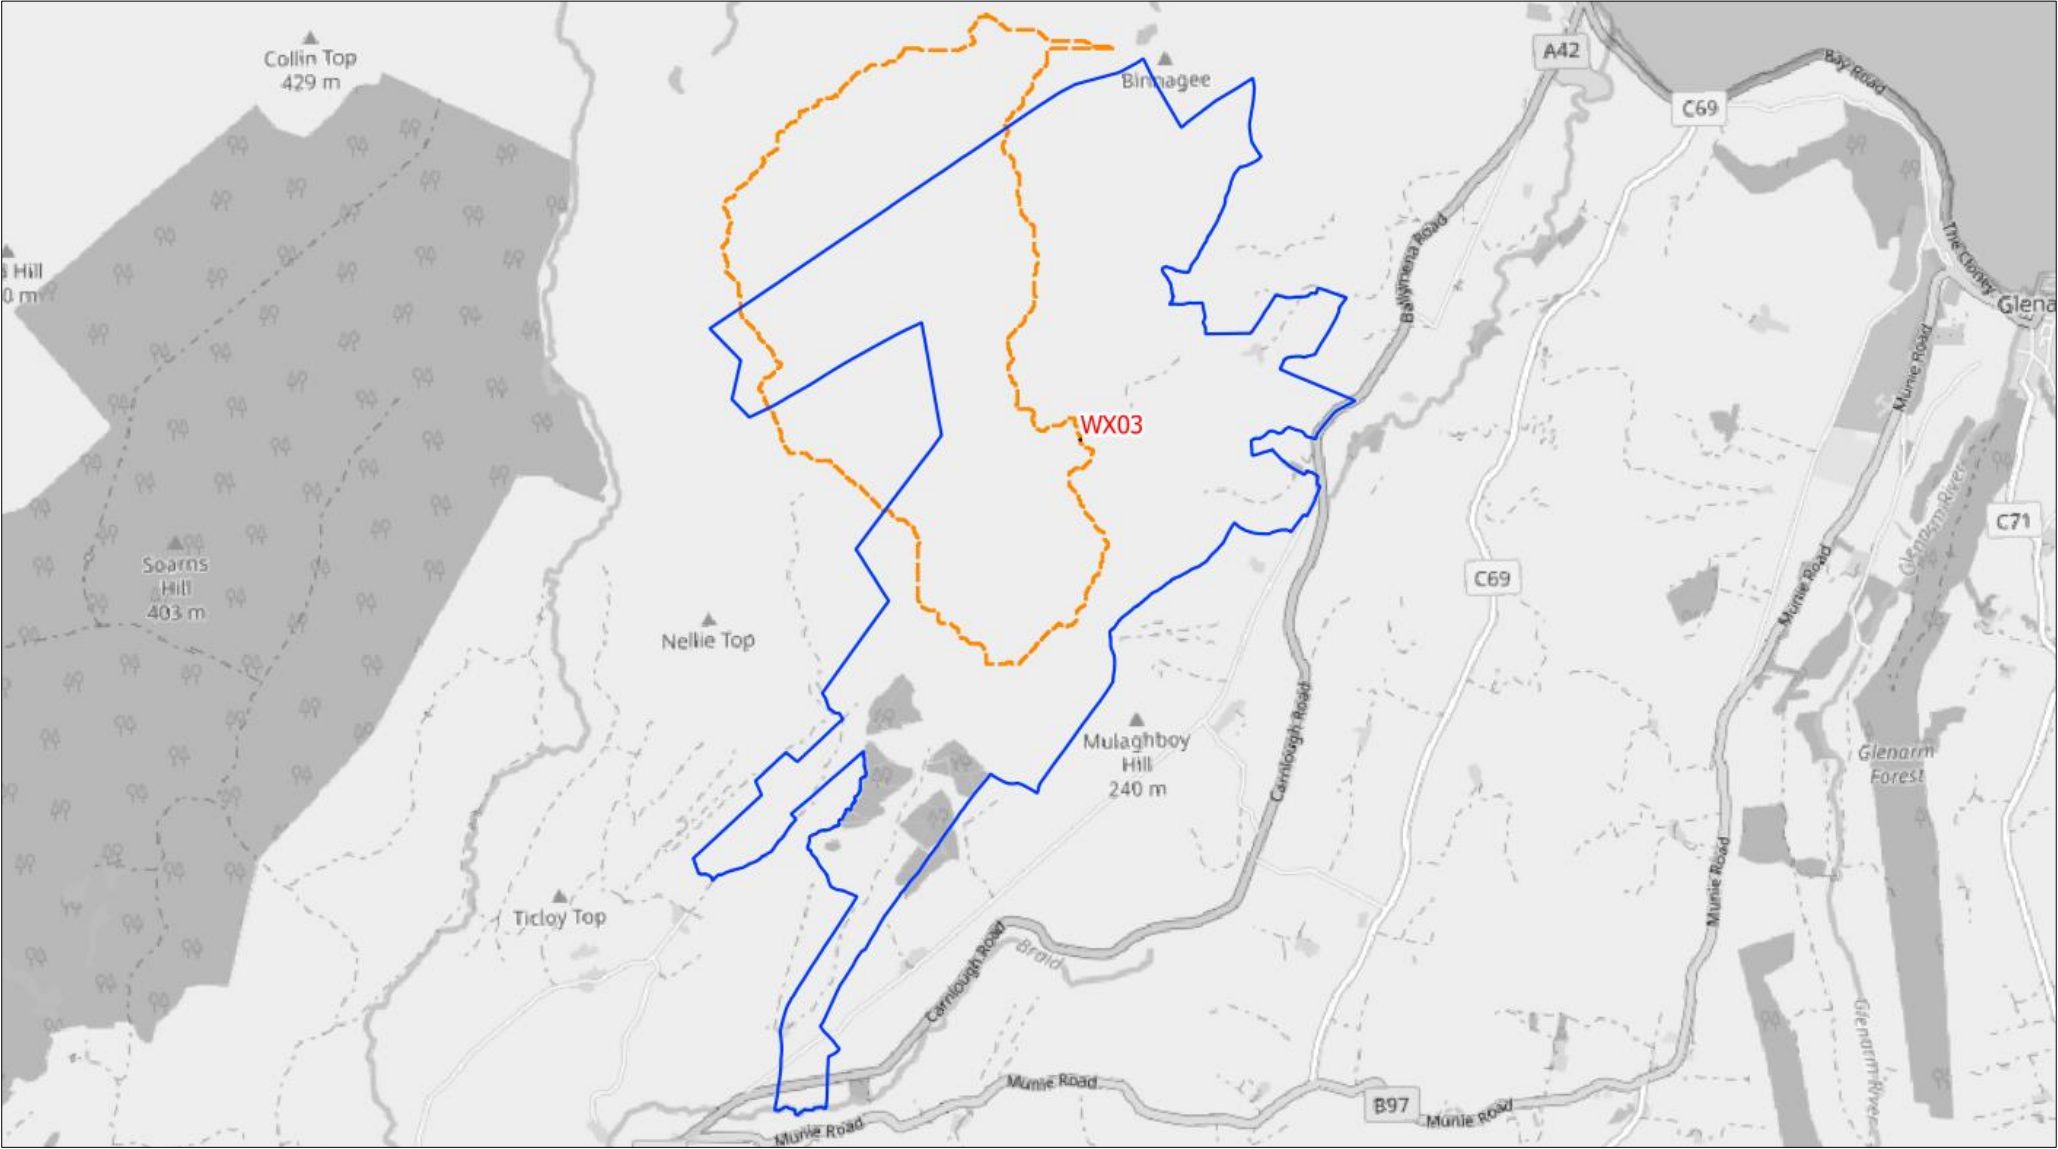 Collin Top
429 m
Binnagee
A42
Bay Road
C69
Hill
0 m
Ballymena Road
The Cloney
Glena
Munie Road
WX03
Glenarm River
C71
Soarns
Hill
403 m
C69
Munie Road
Nellie Top
Carnlough Road
Mulaghboy
Hill
240 m
Glenarm
Forest
Ticloy Top
Munie Road
Carnlough Road
Braid
Glenarm River
Munie Road
B97
Munie Road
Munie Road